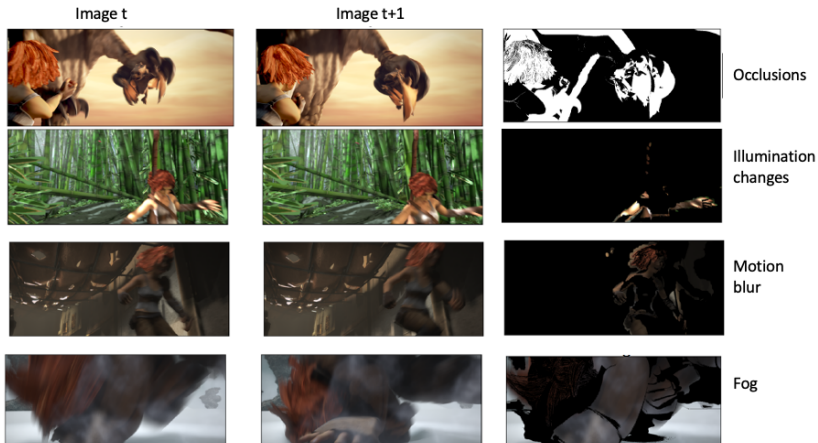 Image t
Image t+1
Occlusions
Illumination
changes
Motion
blur
Fog